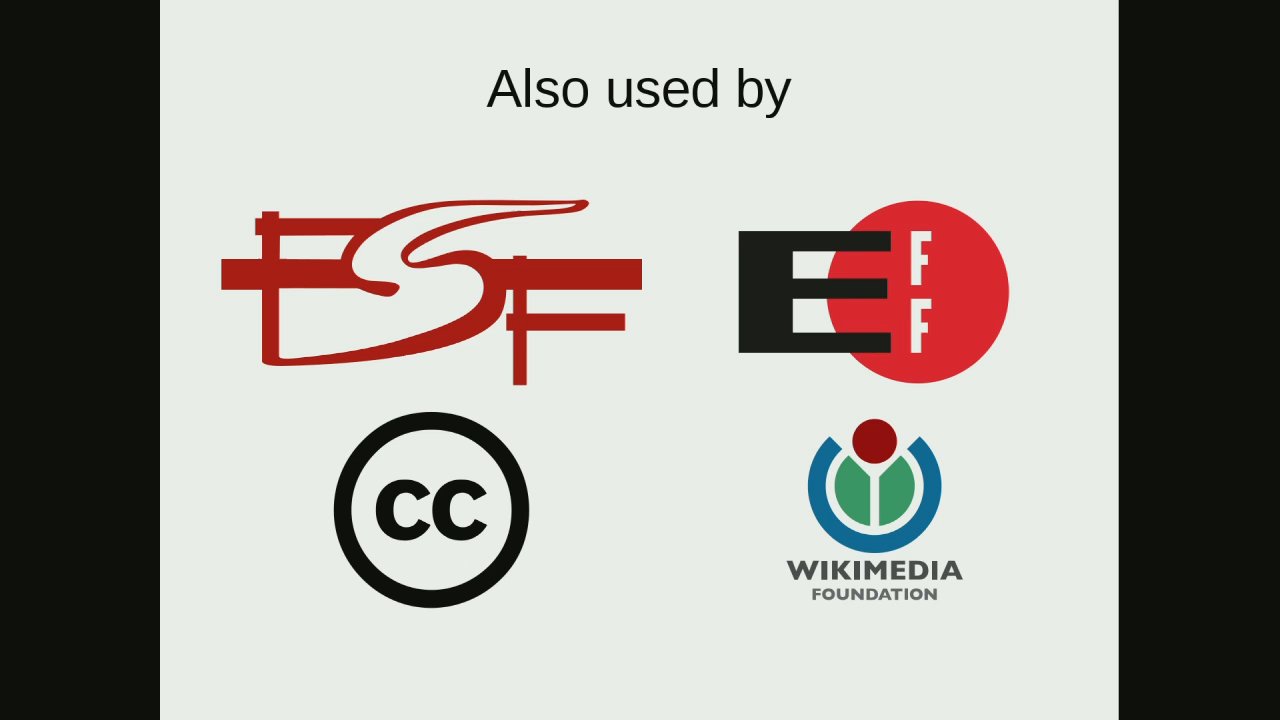 Also used by
FSF
EFF
CC
WIKIMEDIA
FOUNDATION